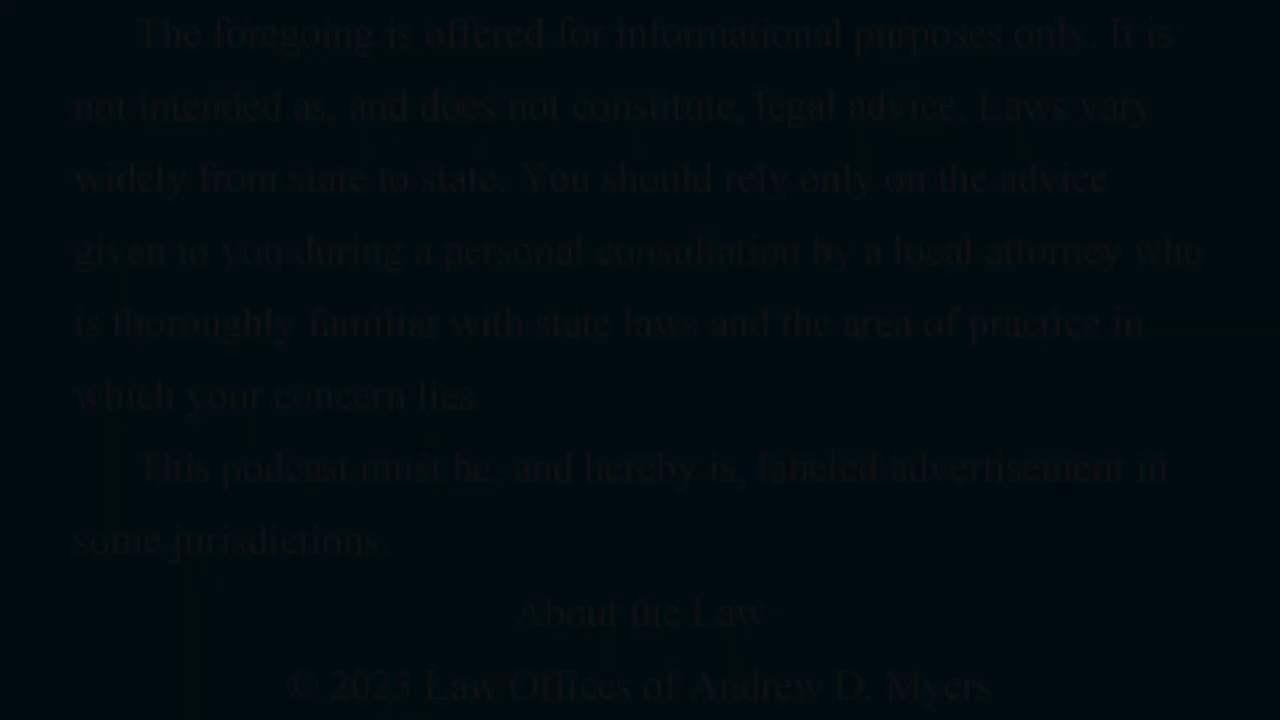 The foregoing is offered for informational purposes only. It is
not intended as, and does not constitute, legal advice. Laws vary
widely from state to state. You should rely only on the advice
given to you during a personal consultation by a local attorney who
is thoroughly familiar with state laws and the area of practice in
which your concern lies.
This podcast must be, and hereby is, labeled advertisement in
some jurisdictions.
About the Law
© 2023 Law Offices of Andrew D. Myers